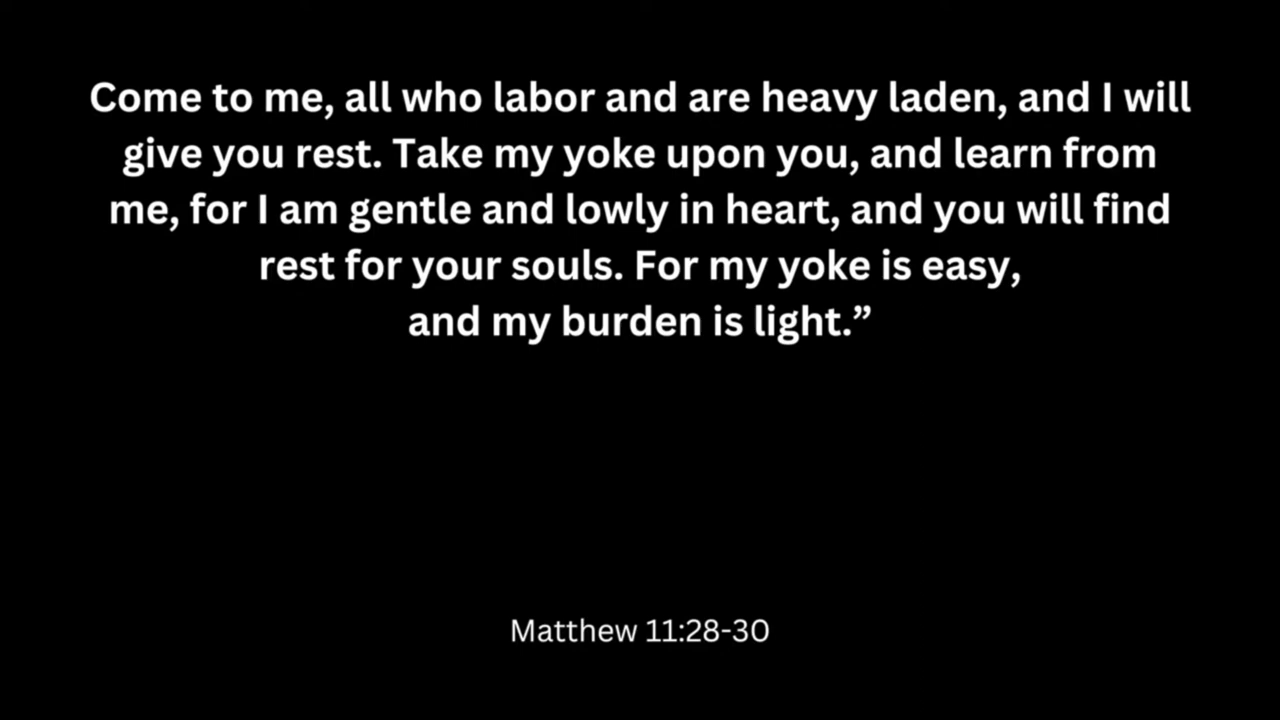 Come to me, all who labor and are heavy laden, and I will
give you rest. Take my yoke upon you, and learn from
me, for I am gentle and lowly in heart, and you will find
rest for your souls. For my yoke is easy,
and my burden is light.”
Matthew 11:28-30